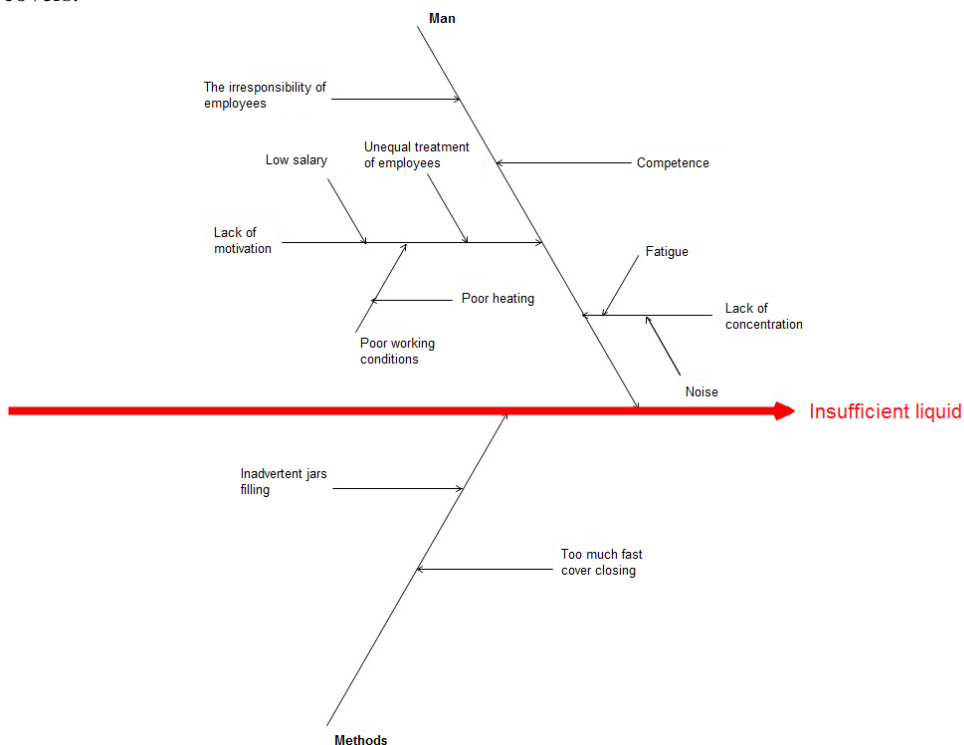 covers.
Man
The irresponsibility of
employees
Unequal treatment
of employees
Low salary
Competence
Lack of
motivation
Fatigue
Poor heating
Lack of
concentration
Poor working
conditions
Noise
Insufficient liquid
Inadvertent jars
filling
Too much fast
cover closing
Methods